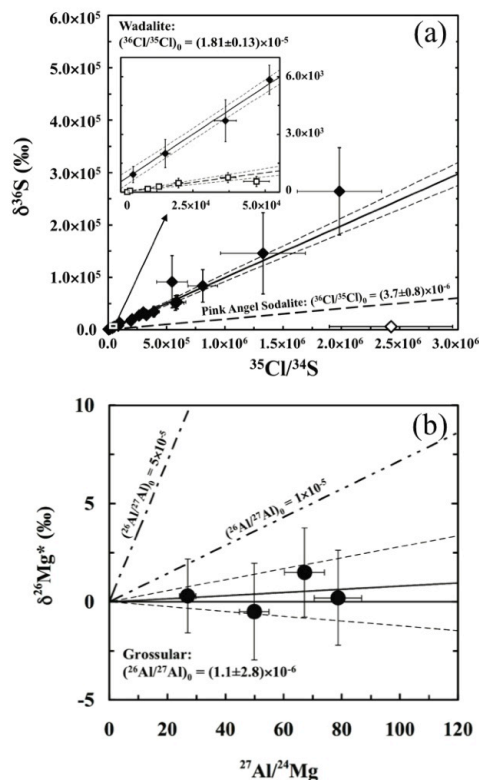 (a)
Wadalite:
(³⁶Cl/³⁵Cl)₀ = (1.81±0.13)×10⁻⁵
6.0×10⁵
5.0×10⁵
4.0×10⁵
3.0×10⁵
2.0×10⁵
1.0×10⁵
0.0
δ³⁶S (‰)
6.0×10³
3.0×10³
0
0
2.5×10⁴
5.0×10⁴
Pink Angel Sodalite: (³⁶Cl/³⁵Cl)₀ = (3.7±0.8)×10⁻⁶
0.0
5.0×10⁵
1.0×10⁶
1.5×10⁶
2.0×10⁶
2.5×10⁶
3.0×10⁶
³⁵Cl/³⁴S
(b)
10
5
0
-5
δ²⁶Mg* (‰)
(²⁶Al/²⁷Al)₀ = 5×10⁻⁵
(²⁶Al/²⁷Al)₀ = 1×10⁻⁵
Grossular:
(²⁶Al/²⁷Al)₀ = (1.1±2.8)×10⁻⁶
0
20
40
60
80
100
120
²⁷Al/²⁴Mg